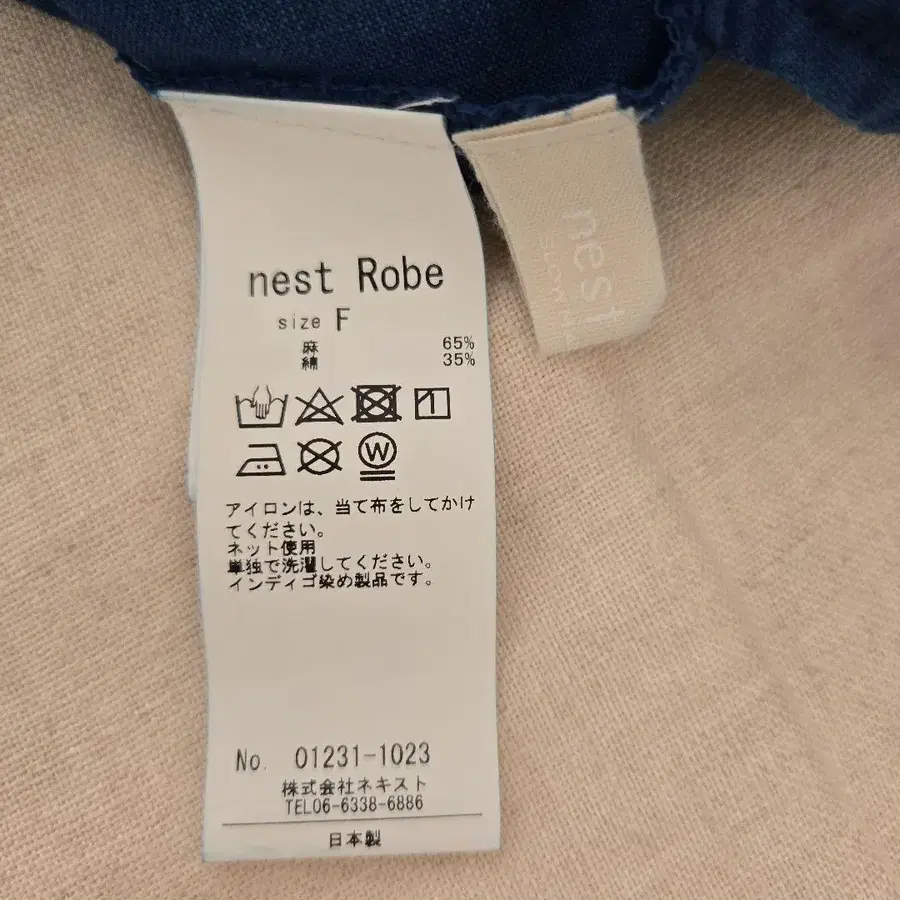 nest Robe
size F
麻 65%
綿 35%
1
W
アイロンは、当て布をしてかけ
てください。
ネット使用
単独で洗濯してください。
インディゴ染め製品です。
No. 01231-1023
株式会社ネキスト
TEL06-6338-6886
日本製
nest